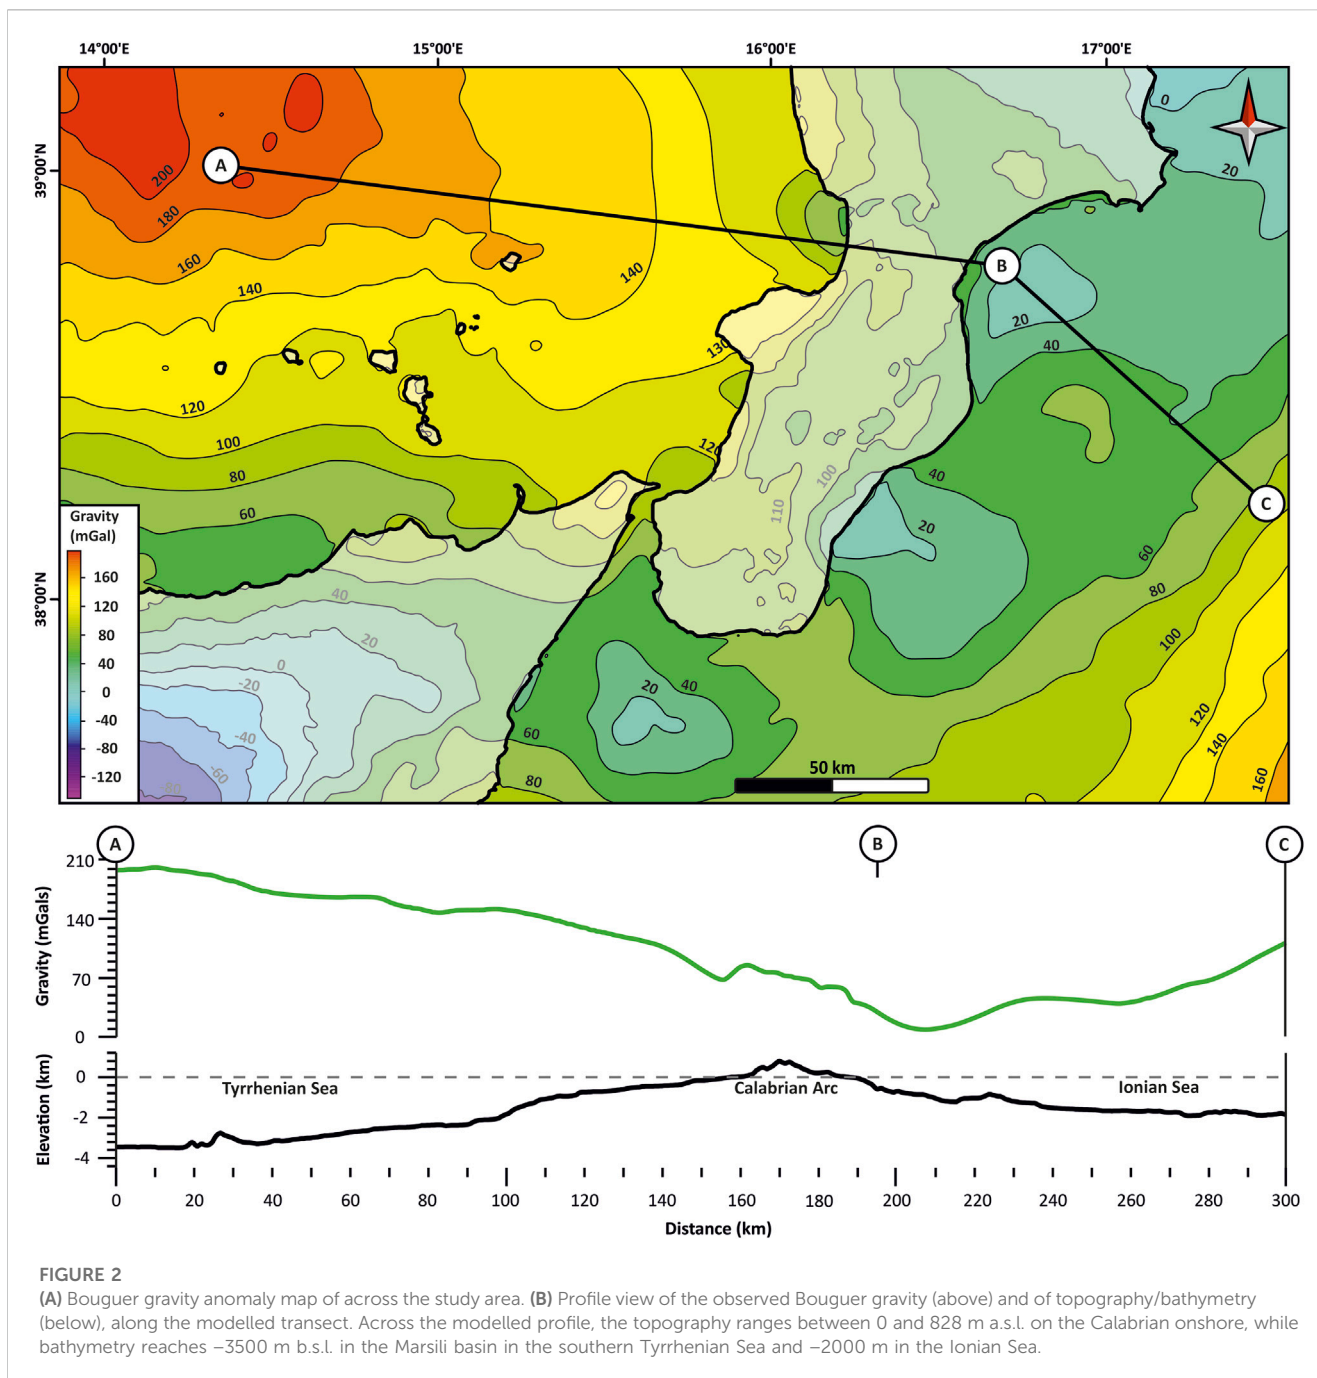 14°00'E
15°00'E
16°00'E
17°00'E
39°00'N
38°00'N
0
20
A
200
180
160
140
140
B
20
40
130
120
120
100
80
60
40
100
110
20
C
60
80
100
120
140
160
40
20
0
-20
-40
-60
-80
20
40
60
80
50 km
Gravity
(mGal)
160
120
80
40
0
-40
-80
-120
A
B
C
210
140
70
0
Gravity (mGals)
0
-2
-4
Elevation (km)
Tyrrhenian Sea
Calabrian Arc
Ionian Sea
0
20
40
60
80
100
120
140
160
180
200
220
240
260
280
300
Distance (km)
FIGURE 2
(A) Bouguer gravity anomaly map of across the study area. (B) Profile view of the observed Bouguer gravity (above) and of topography/bathymetry
(below), along the modelled transect. Across the modelled profile, the topography ranges between 0 and 828 m a.s.l. on the Calabrian onshore, while
bathymetry reaches −3500 m b.s.l. in the Marsili basin in the southern Tyrrhenian Sea and −2000 m in the Ionian Sea.